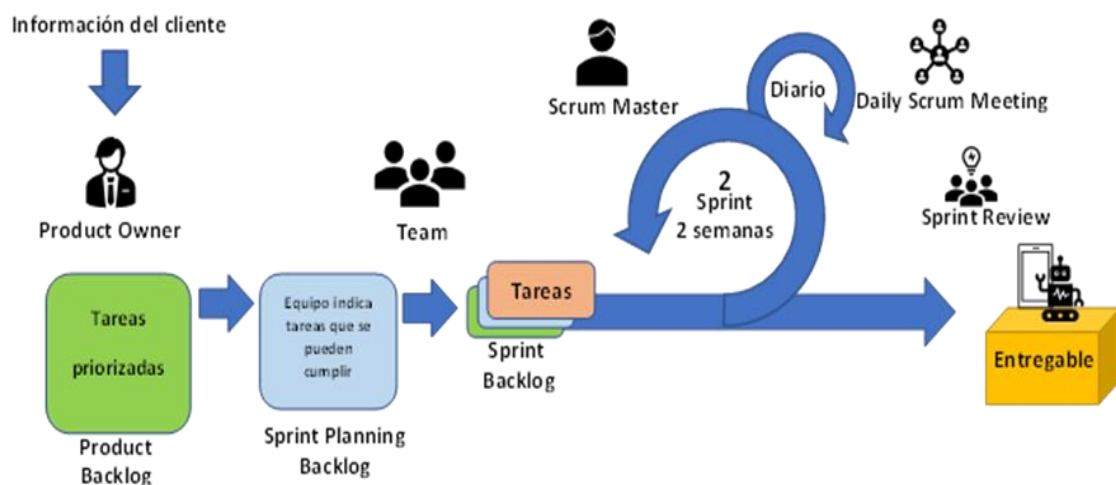 Información del cliente
Product Owner
Tareas
priorizadas
Product
Backlog
Equipo indica
tareas que se
pueden
cumplir
Sprint Planning
Backlog
Team
Tareas
Sprint
Backlog
Scrum Master
2
Sprint
2 semanas
Diario
Daily Scrum Meeting
Sprint Review
Entregable